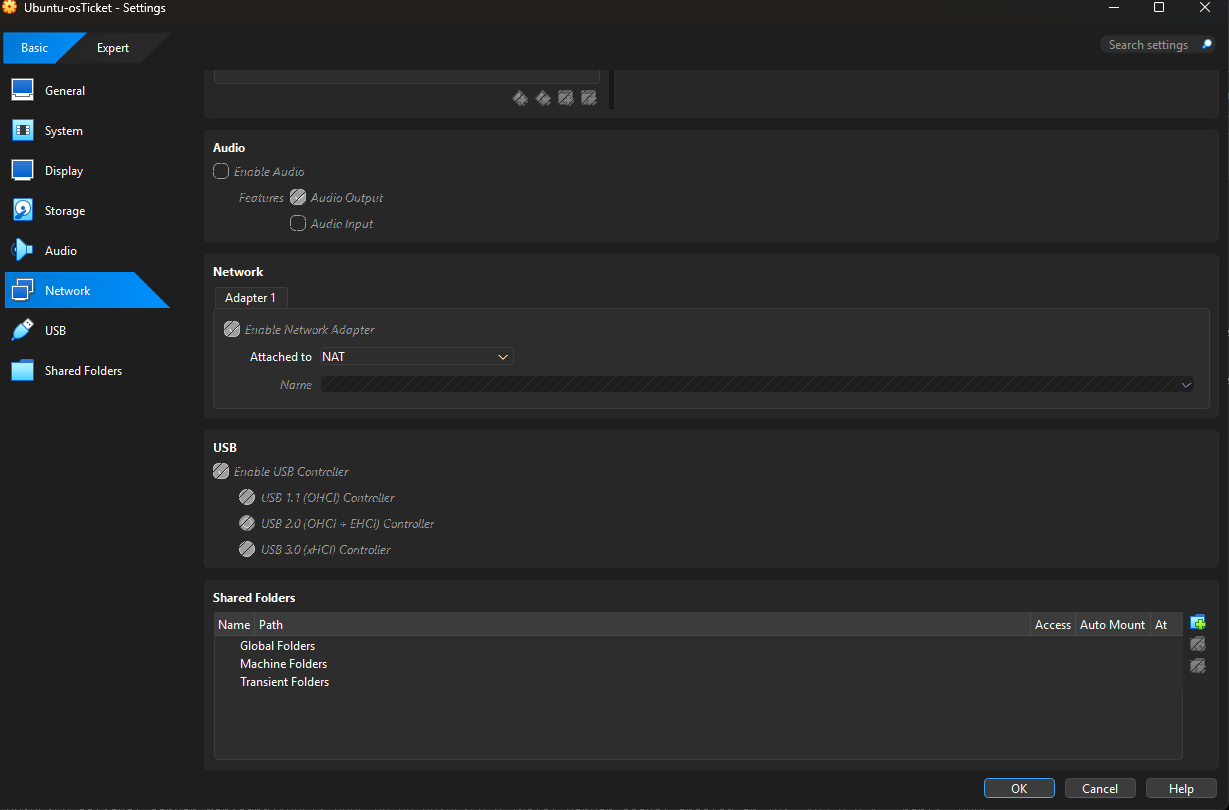 Ubuntu-osTicket - Settings
Basic
Expert
Search settings
General
System
Display
Storage
Audio
Network
USB
Shared Folders
Audio
Enable Audio
Features Audio Output
Audio Input
Network
Adapter 1
Enable Network Adapter
Attached to NAT
Name
USB
Enable USB Controller
USB 1.1 (OHCI) Controller
USB 2.0 (OHCI + EHCI) Controller
USB 3.0 (xHCI) Controller
Shared Folders
Name Path Access Auto Mount At
Global Folders
Machine Folders
Transient Folders
OK Cancel Help